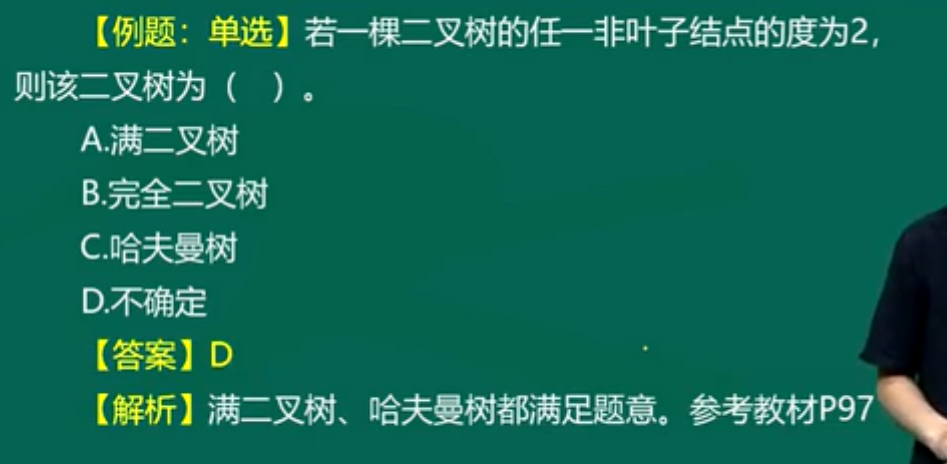 【例题：单选】若一棵二叉树的任一非叶子结点的度为2，
则该二叉树为（ ）。
A.满二叉树
B.完全二叉树
C.哈夫曼树
D.不确定
【答案】D
【解析】满二叉树、哈夫曼树都满足题意。参考教材P97